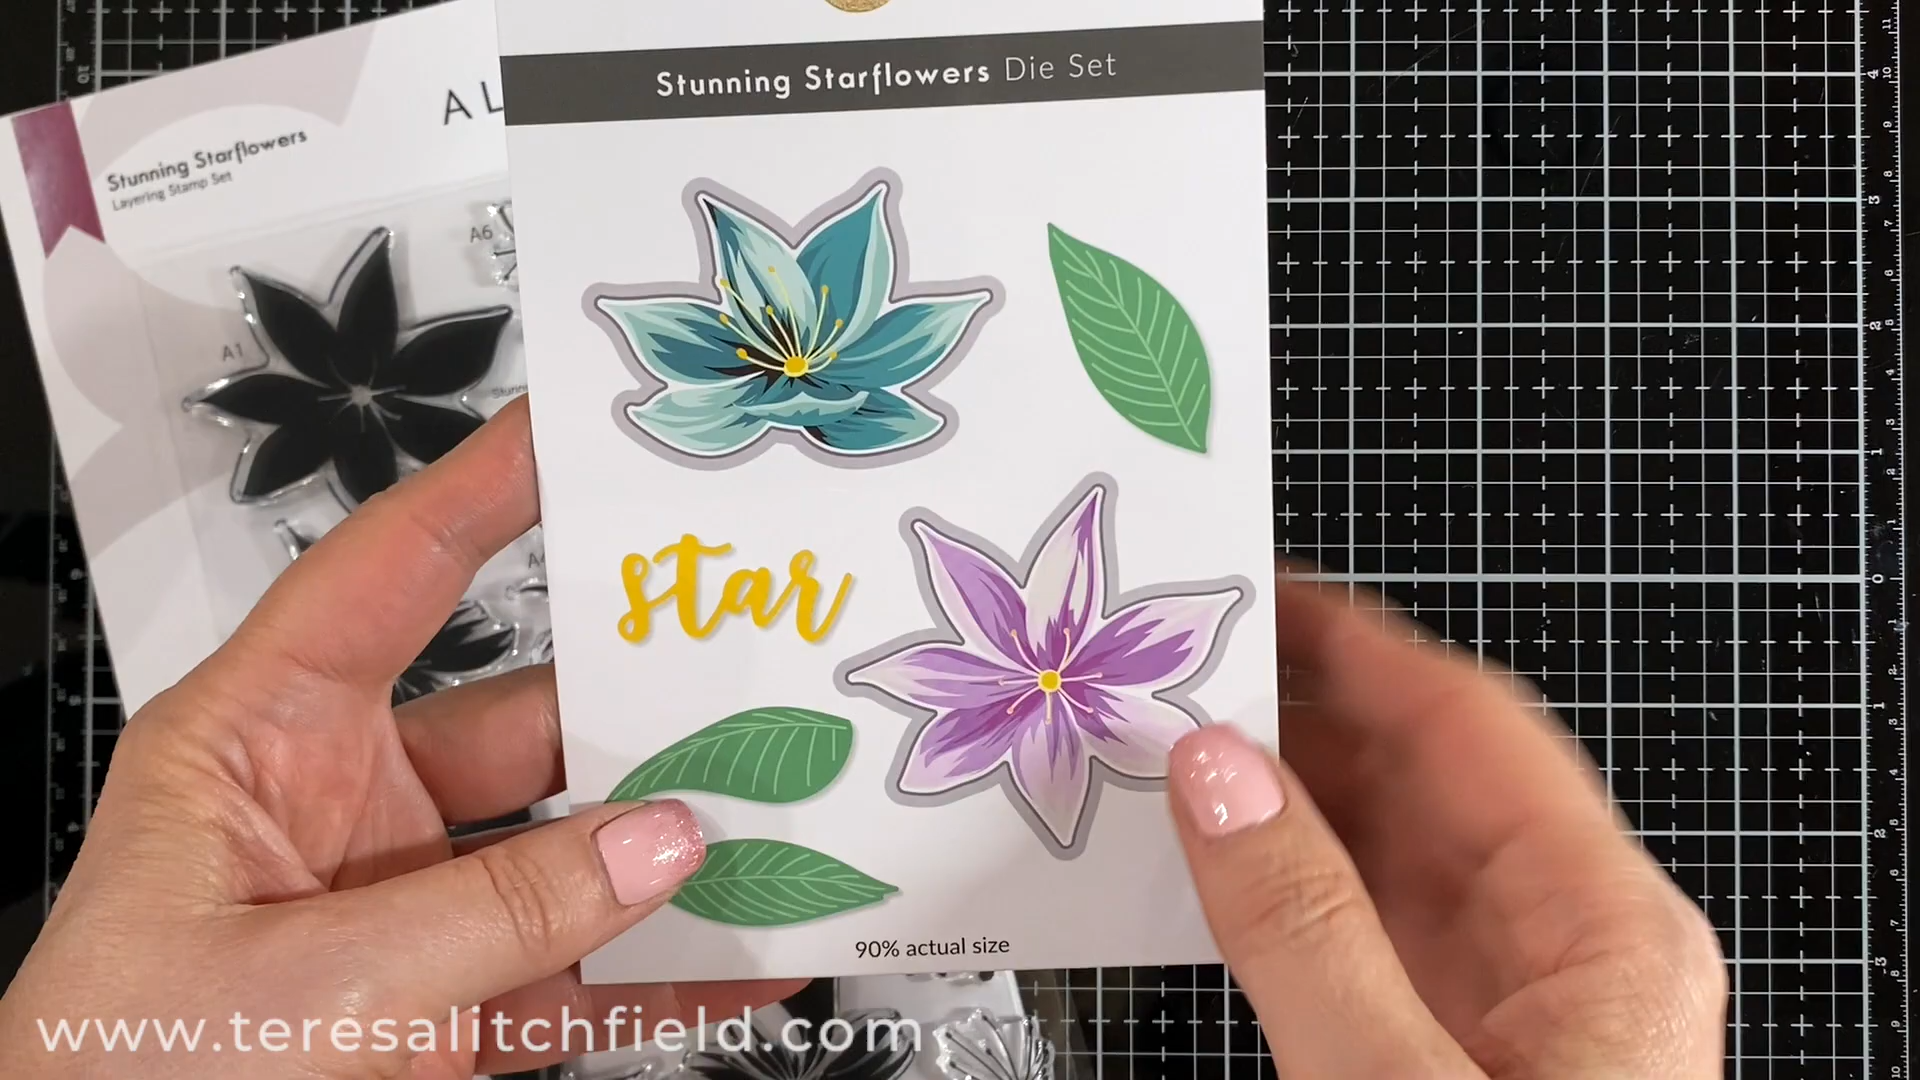 Stunning Starflowers Die Set
Stunning Starflowers
Layering Stamp Set
AL
A6
A1
star
90% actual size
www.teresalitchfield.com